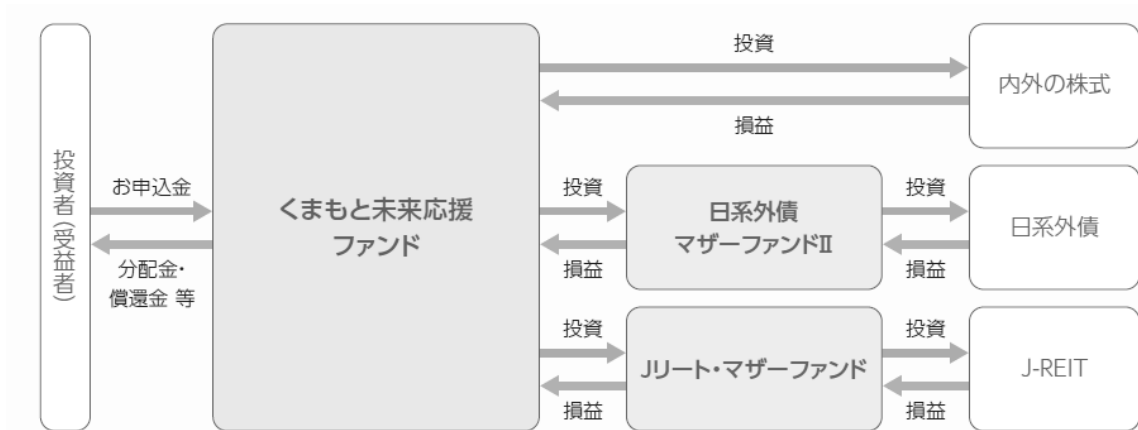 投資者（受益者）
お申込金
分配金・
償還金 等
くまもと未来応援
ファンド
投資
損益
内外の株式
投資
損益
日系外債
マザーファンドⅡ
投資
損益
日系外債
投資
損益
Jリート・マザーファンド
投資
損益
J-REIT